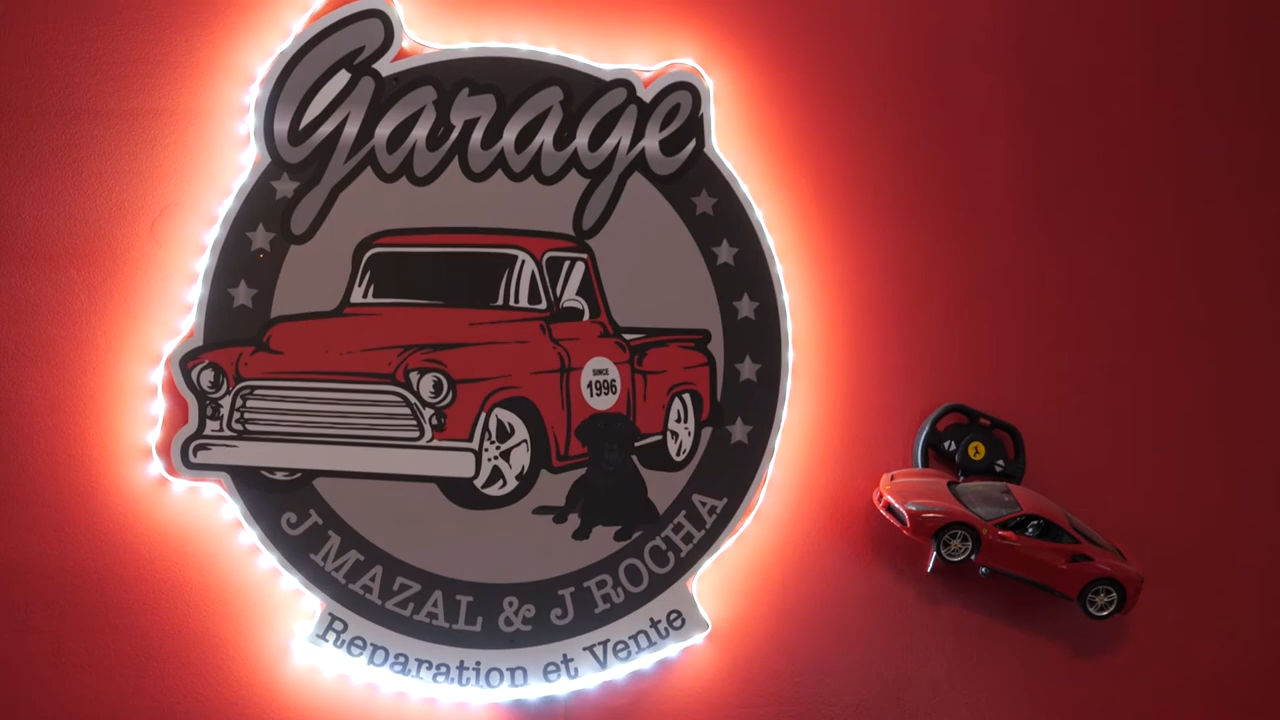 Garage
SINCE
1996
J MAZAL & J ROCHA
Reparation et Vente